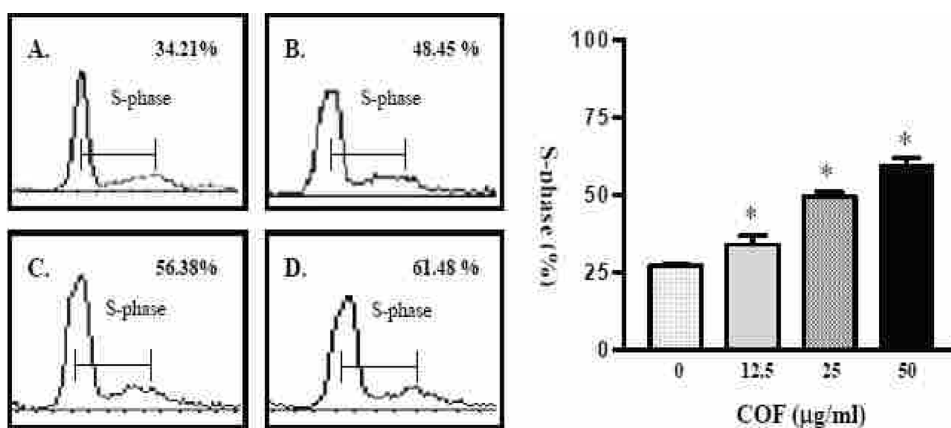 A. 34.21%
S-phase
B. 48.45 %
S-phase
C. 56.38%
S-phase
D. 61.48 %
S-phase
100
75
50
25
0
S-phase (%)
* * *
0 12.5 25 50
COF (µg/ml)